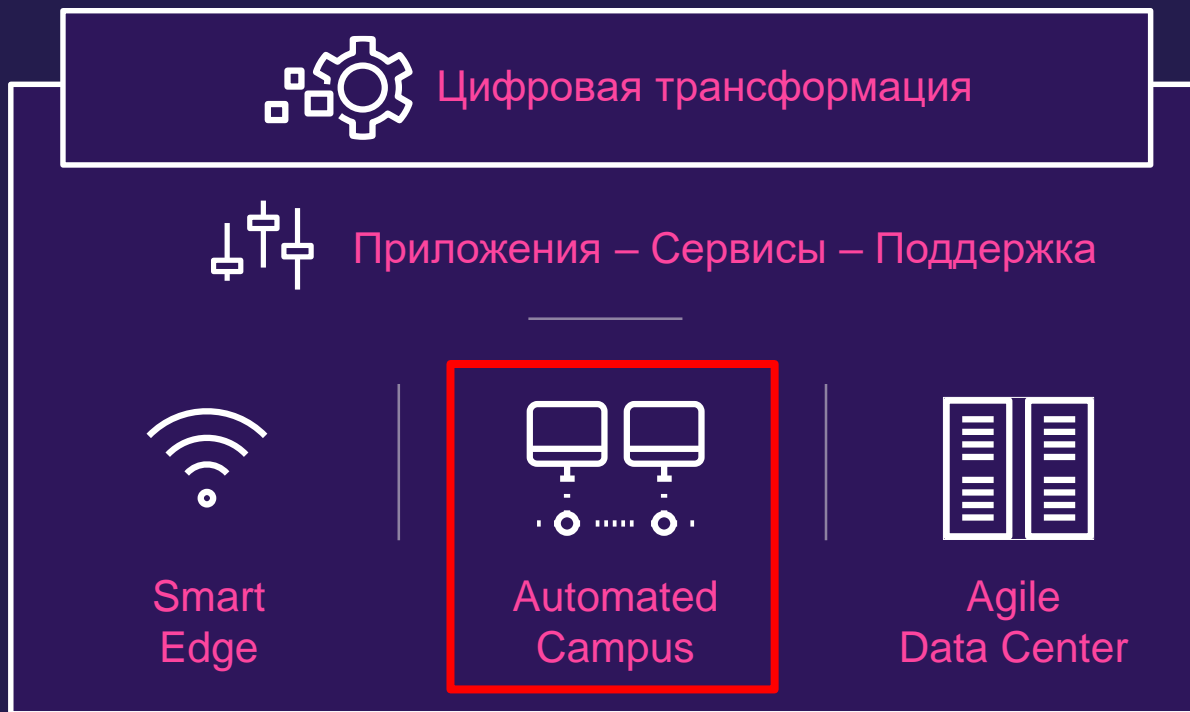 Цифровая трансформация
Приложения – Сервисы – Поддержка
Smart
Edge
Automated
Campus
Agile
Data Center